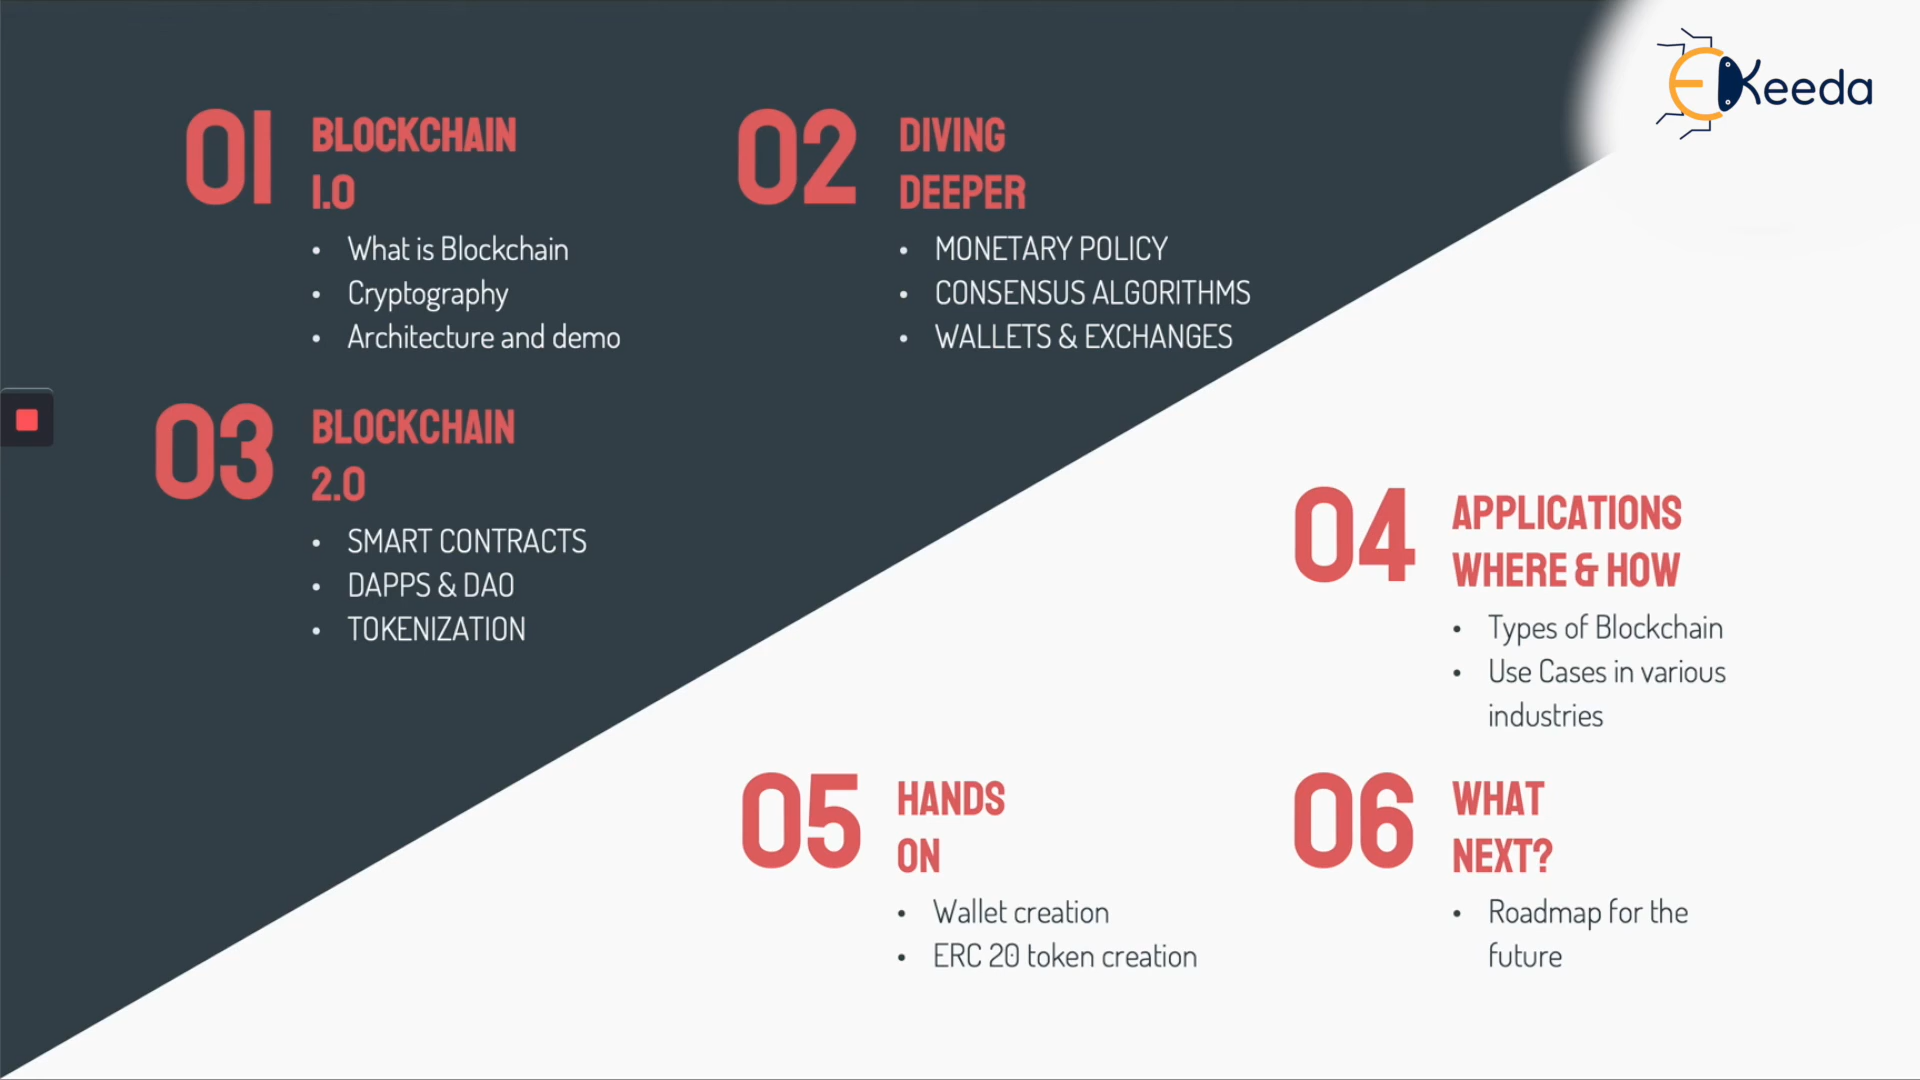 EKeeda
01
BLOCKCHAIN
1.0
• What is Blockchain
• Cryptography
• Architecture and demo
02
DIVING
DEEPER
• MONETARY POLICY
• CONSENSUS ALGORITHMS
• WALLETS & EXCHANGES
03
BLOCKCHAIN
2.0
• SMART CONTRACTS
• DAPPS & DAO
• TOKENIZATION
04
APPLICATIONS
WHERE & HOW
• Types of Blockchain
• Use Cases in various
industries
05
HANDS
ON
• Wallet creation
• ERC 20 token creation
06
WHAT
NEXT?
• Roadmap for the
future